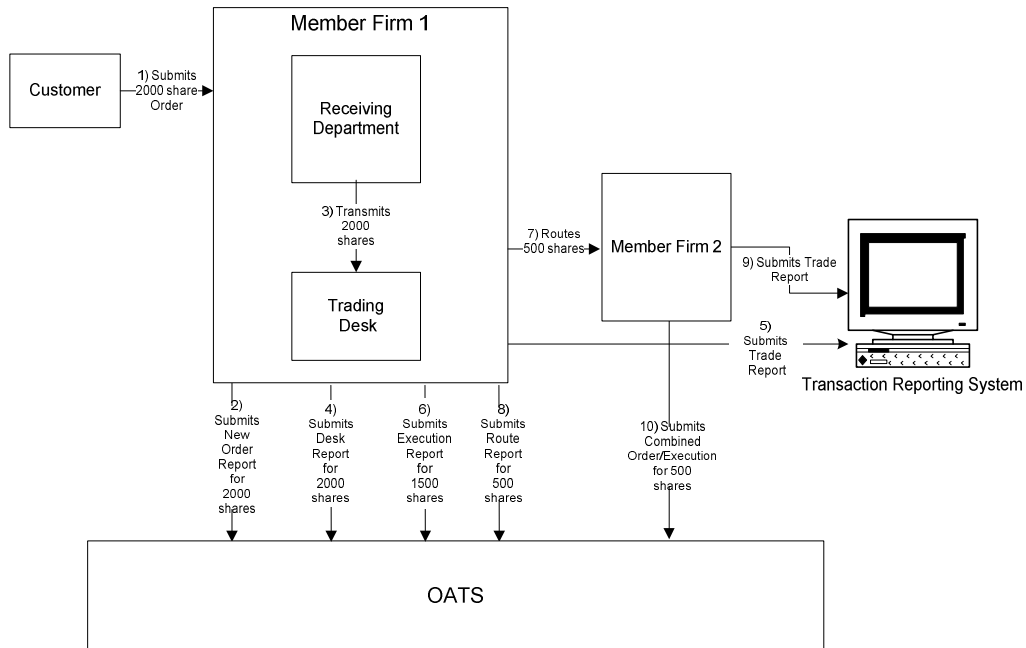 Member Firm 1
Customer
1) Submits
2000 share
Order
Receiving
Department
3) Transmits
2000
shares
Trading
Desk
7) Routes
500 shares
Member Firm 2
9) Submits Trade
Report
5)
Submits
Trade
Report
Transaction Reporting System
2)
Submits
New
Order
Report
for
2000
shares
4)
Submits
Desk
Report
for
2000
shares
6)
Submits
Execution
Report
for
1500
shares
8)
Submits
Route
Report
for
500
shares
10) Submits
Combined
Order/Execution
for 500
shares
OATS